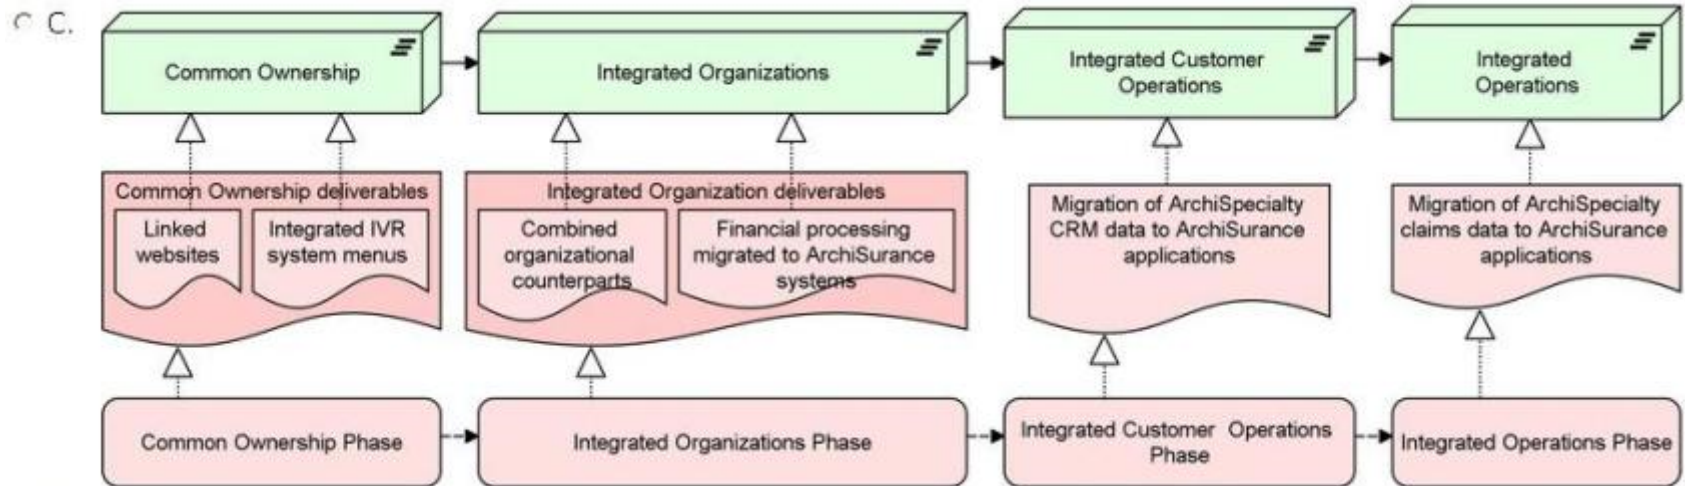 C.
Common Ownership
Integrated Organizations
Integrated Customer
Operations
Integrated
Operations
Common Ownership deliverables
Linked
websites
Integrated IVR
system menus
Integrated Organization deliverables
Combined
organizational
counterparts
Financial processing
migrated to ArchiSurance
systems
Migration of ArchiSpecialty
CRM data to ArchiSurance
applications
Migration of ArchiSpecialty
claims data to ArchiSurance
applications
Common Ownership Phase
Integrated Organizations Phase
Integrated Customer Operations
Phase
Integrated Operations Phase